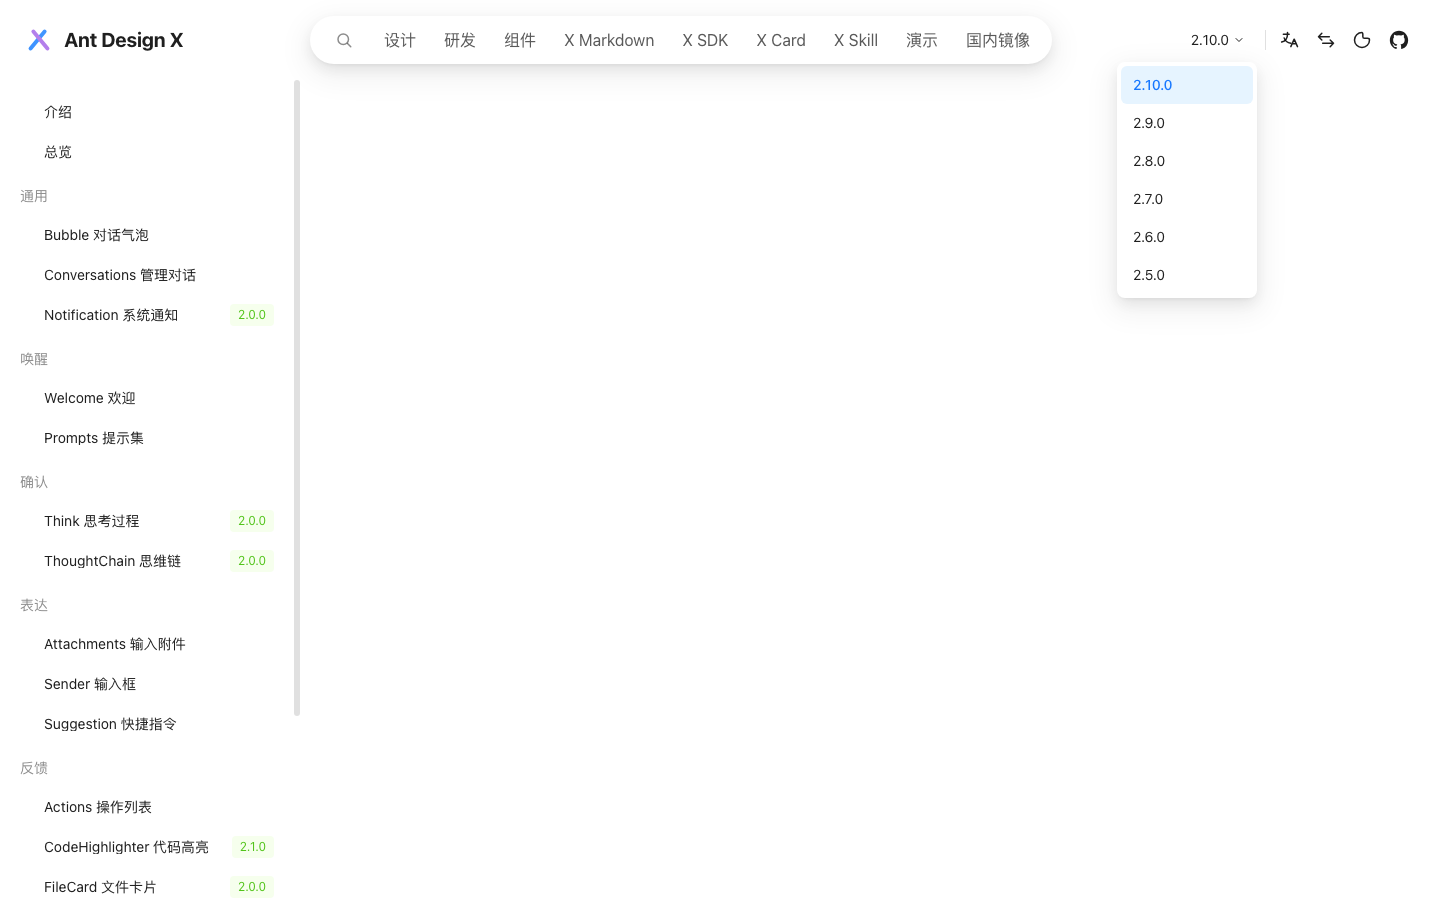 Ant Design X
设计 研发 组件 X Markdown X SDK X Card X Skill 演示 国内镜像
2.10.0
2.10.0
2.9.0
2.8.0
2.7.0
2.6.0
2.5.0
介绍
总览
通用
Bubble 对话气泡
Conversations 管理对话
Notification 系统通知 2.0.0
唤醒
Welcome 欢迎
Prompts 提示集
确认
Think 思考过程 2.0.0
ThoughtChain 思维链 2.0.0
表达
Attachments 输入附件
Sender 输入框
Suggestion 快捷指令
反馈
Actions 操作列表
CodeHighlighter 代码高亮 2.1.0
FileCard 文件卡片 2.0.0